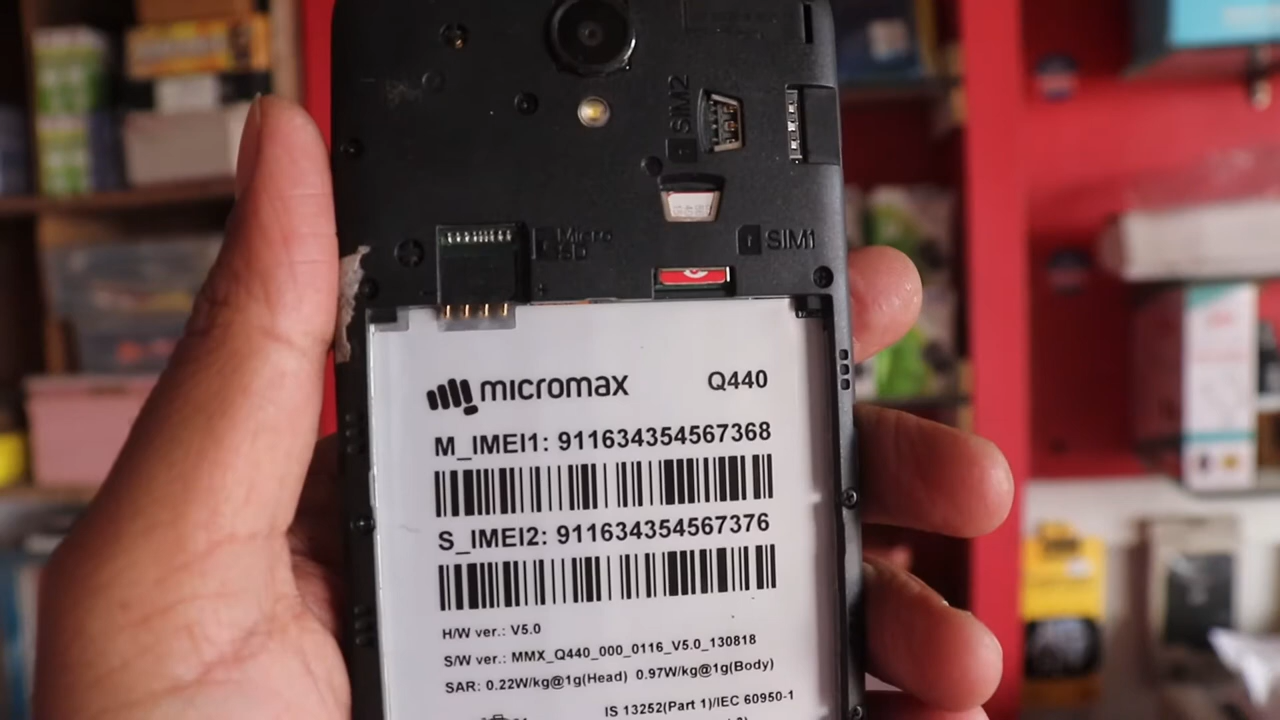 SIM2
Micro
SD
SIM1
micromax Q440
M_IMEI1: 911634354567368
S_IMEI2: 911634354567376
H/W ver.: V5.0
S/W ver.: MMX_Q440_000_0116_V5.0_130818
SAR: 0.22W/kg@1g(Head) 0.97W/kg@1g(Body)
IS 13252(Part 1)/IEC 60950-1